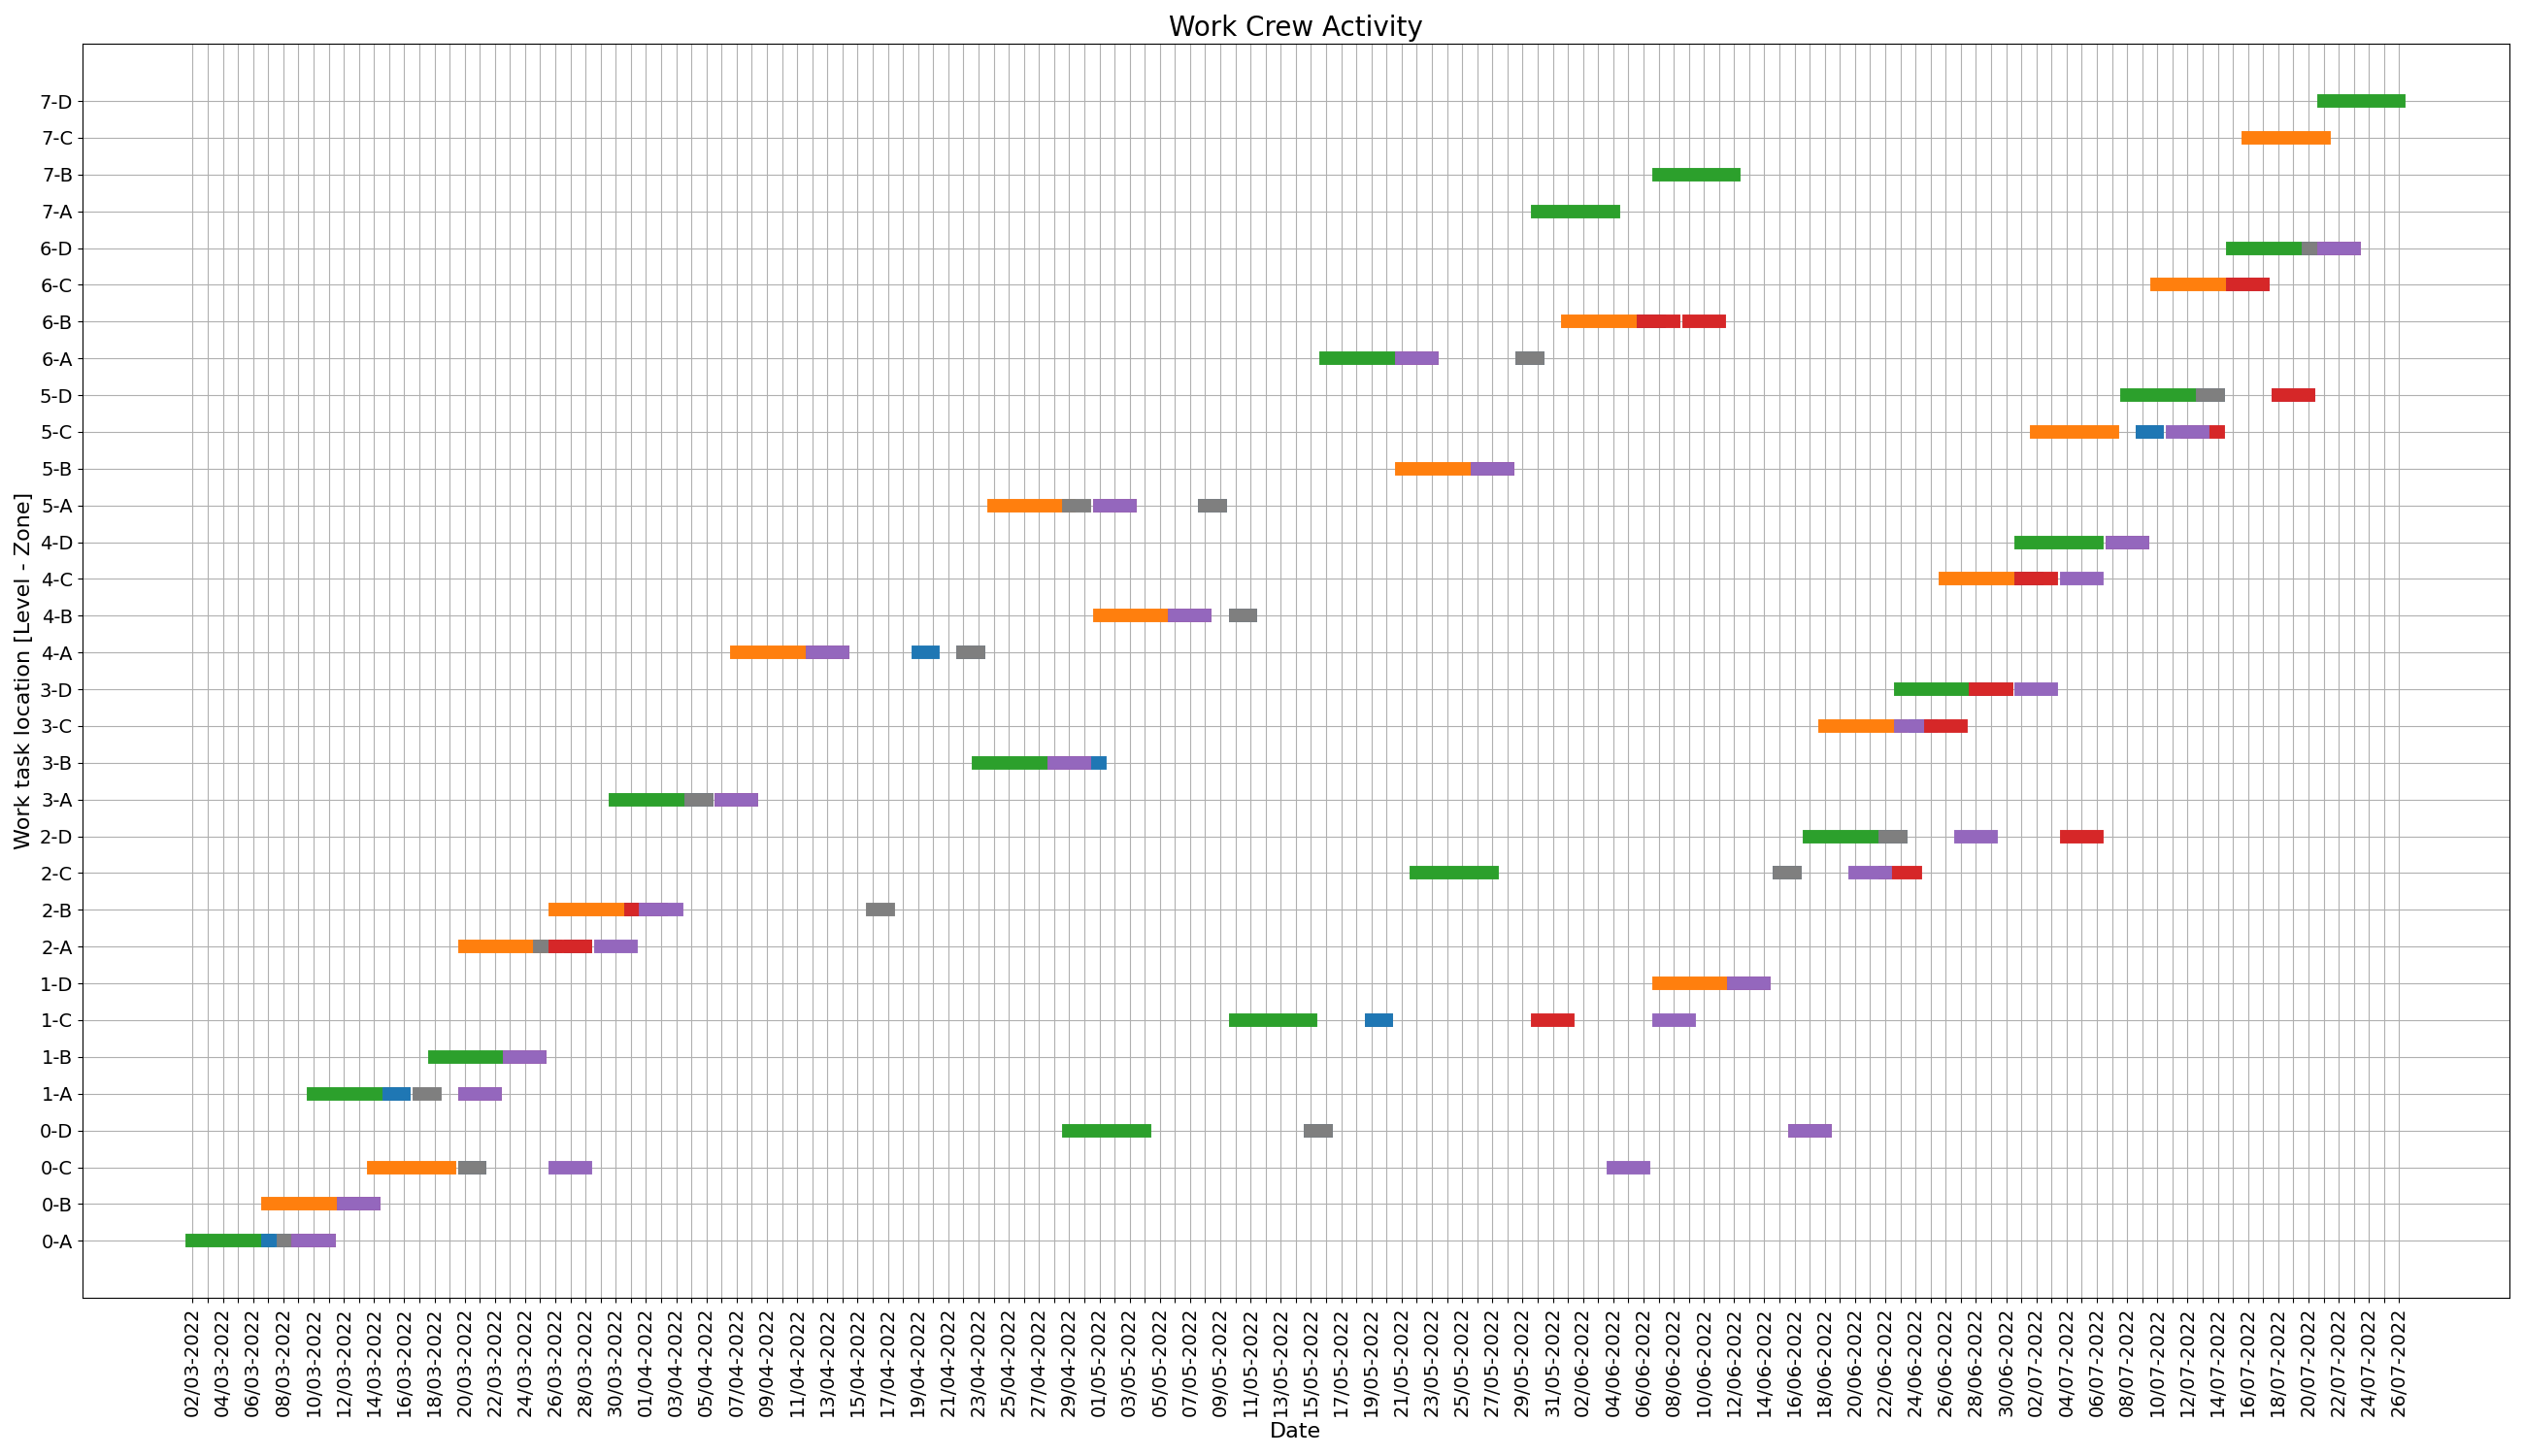 Work Crew Activity
Work task location [Level - Zone]
7-D
7-C
7-B
7-A
6-D
6-C
6-B
6-A
5-D
5-C
5-B
5-A
4-D
4-C
4-B
4-A
3-D
3-C
3-B
3-A
2-D
2-C
2-B
2-A
1-D
1-C
1-B
1-A
0-D
0-C
0-B
0-A
02/03-2022
04/03-2022
06/03-2022
08/03-2022
10/03-2022
12/03-2022
14/03-2022
16/03-2022
18/03-2022
20/03-2022
22/03-2022
24/03-2022
26/03-2022
28/03-2022
30/03-2022
01/04-2022
03/04-2022
05/04-2022
07/04-2022
09/04-2022
11/04-2022
13/04-2022
15/04-2022
17/04-2022
19/04-2022
21/04-2022
23/04-2022
25/04-2022
27/04-2022
29/04-2022
01/05-2022
03/05-2022
05/05-2022
07/05-2022
09/05-2022
11/05-2022
13/05-2022
15/05-2022
17/05-2022
19/05-2022
21/05-2022
23/05-2022
25/05-2022
27/05-2022
29/05-2022
31/05-2022
02/06-2022
04/06-2022
06/06-2022
08/06-2022
10/06-2022
12/06-2022
14/06-2022
16/06-2022
18/06-2022
20/06-2022
22/06-2022
24/06-2022
26/06-2022
28/06-2022
30/06-2022
02/07-2022
04/07-2022
06/07-2022
08/07-2022
10/07-2022
12/07-2022
14/07-2022
16/07-2022
18/07-2022
20/07-2022
22/07-2022
24/07-2022
26/07-2022
Date